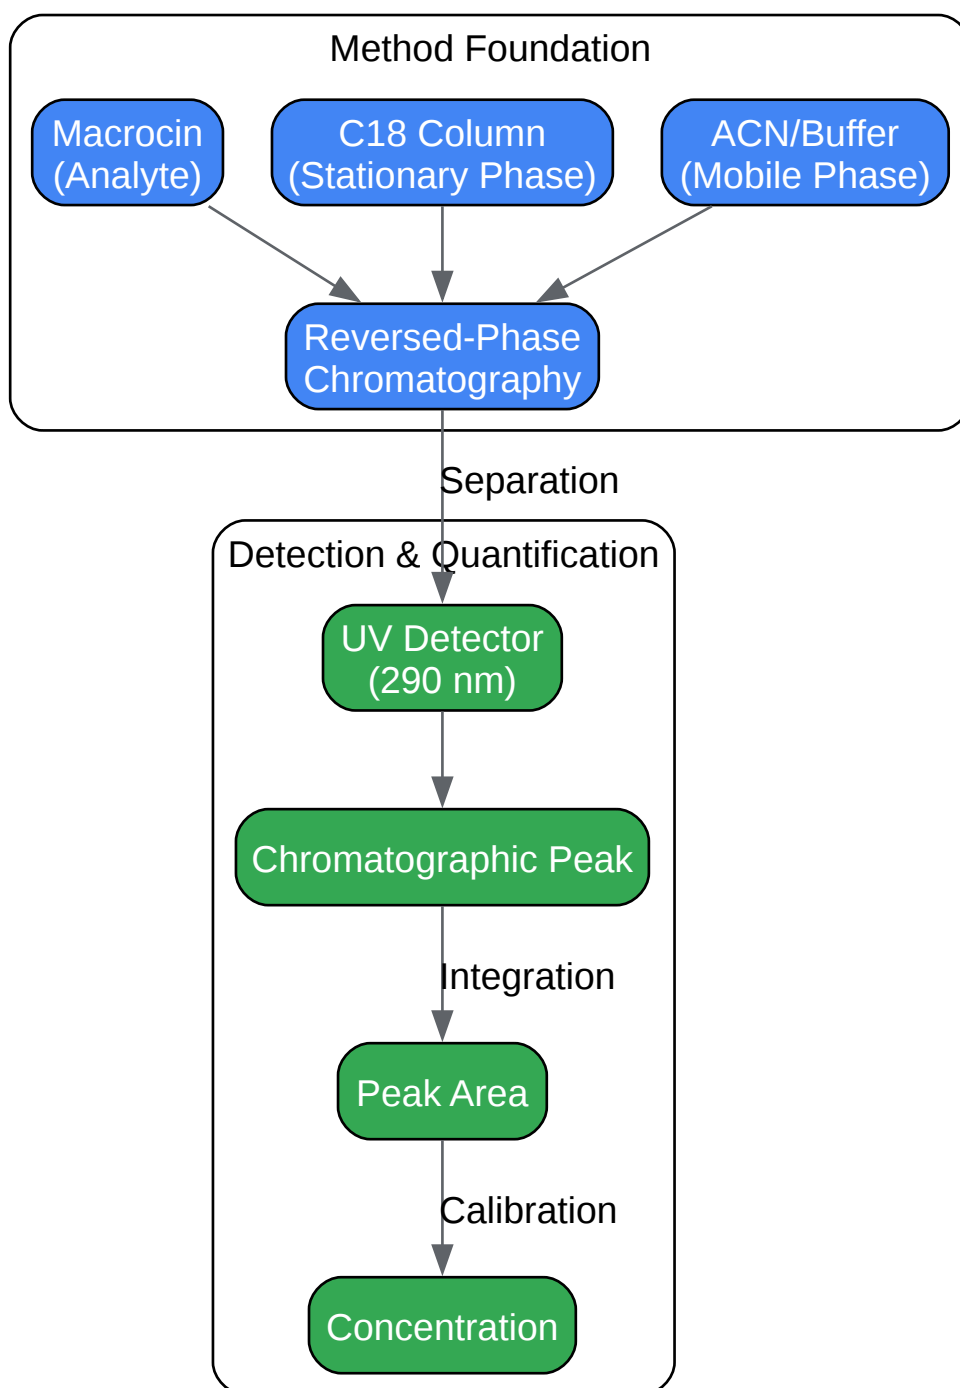 Method Foundation
Macrocin
(Analyte)
C18 Column
(Stationary Phase)
ACN/Buffer
(Mobile Phase)
Reversed-Phase
Chromatography
Separation
Detection & Quantification
UV Detector
(290 nm)
Chromatographic Peak
Integration
Peak Area
Calibration
Concentration